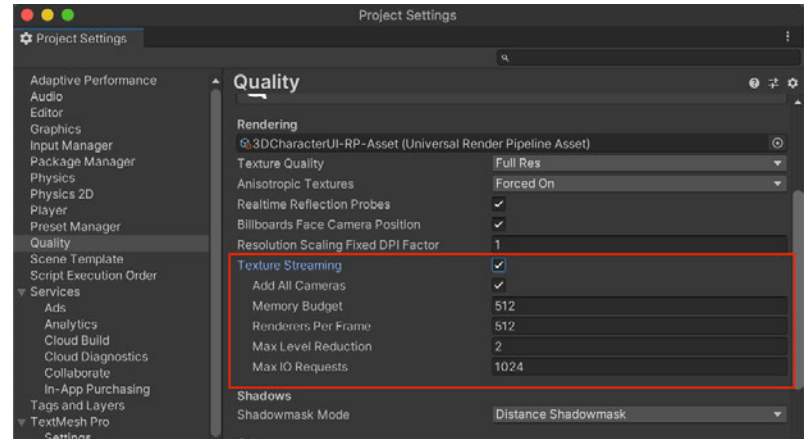 Project Settings
Project Settings
Adaptive Performance
Audio
Editor
Graphics
Input Manager
Package Manager
Physics
Physics 2D
Player
Preset Manager
Quality
Scene Template
Script Execution Order
Services
Ads
Analytics
Cloud Build
Cloud Diagnostics
Collaborate
In-App Purchasing
Tags and Layers
TextMesh Pro
Settings
Quality
Rendering
3DCharacterUI-RP-Asset (Universal Render Pipeline Asset)
Texture Quality Full Res
Anisotropic Textures Forced On
Realtime Reflection Probes
Billboards Face Camera Position
Resolution Scaling Fixed DPI Factor 1
Texture Streaming
Add All Cameras
Memory Budget 512
Renderers Per Frame 512
Max Level Reduction 2
Max IO Requests 1024
Shadows
Shadowmask Mode Distance Shadowmask